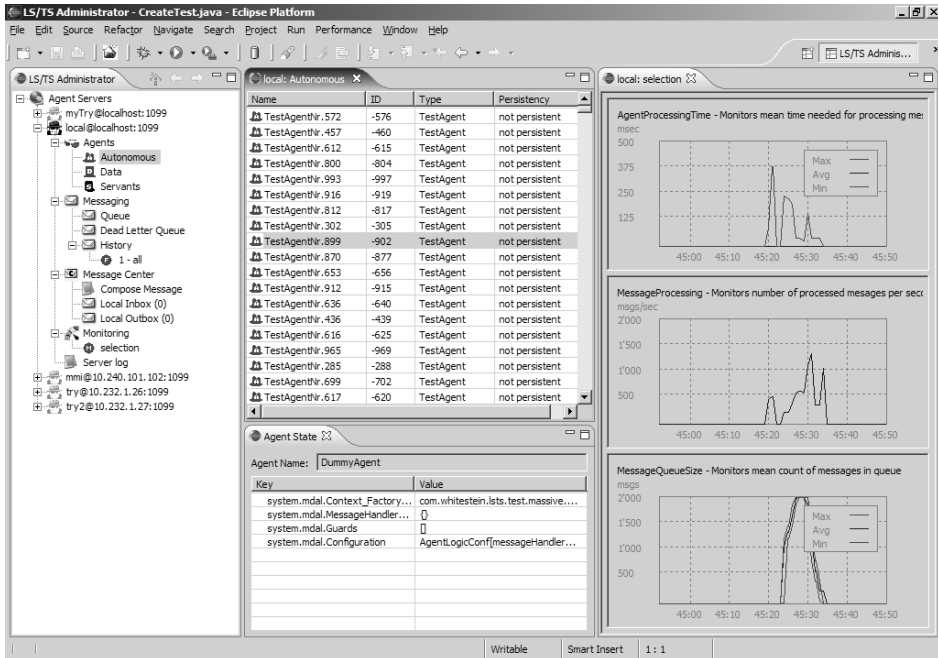 LS/TS Administrator - CreateTest.java - Eclipse Platform
File Edit Source Refactor Navigate Search Project Run Performance Window Help
LS/TS Adminis...
LS/TS Administrator
Agent Servers
myTry@localhost:1099
local@localhost:1099
Agents
Autonomous
Data
Servants
Messaging
Queue
Dead Letter Queue
History
1 - all
Message Center
Compose Message
Local Inbox (0)
Local Outbox (0)
Monitoring
selection
Server log
mmi@10.240.101.102:1099
try@10.232.1.26:1099
try2@10.232.1.27:1099
local: Autonomous
Name ID Type Persistency
TestAgentNr.572 -576 TestAgent not persistent
TestAgentNr.457 -460 TestAgent not persistent
TestAgentNr.612 -615 TestAgent not persistent
TestAgentNr.800 -804 TestAgent not persistent
TestAgentNr.993 -997 TestAgent not persistent
TestAgentNr.916 -919 TestAgent not persistent
TestAgentNr.812 -817 TestAgent not persistent
TestAgentNr.302 -305 TestAgent not persistent
TestAgentNr.899 -902 TestAgent not persistent
TestAgentNr.870 -877 TestAgent not persistent
TestAgentNr.653 -656 TestAgent not persistent
TestAgentNr.912 -915 TestAgent not persistent
TestAgentNr.636 -640 TestAgent not persistent
TestAgentNr.436 -439 TestAgent not persistent
TestAgentNr.616 -625 TestAgent not persistent
TestAgentNr.965 -969 TestAgent not persistent
TestAgentNr.285 -288 TestAgent not persistent
TestAgentNr.699 -702 TestAgent not persistent
TestAgentNr.617 -620 TestAgent not persistent
Agent State
Agent Name: DummyAgent
Key Value
system.mdal.Context_Factory... com.whitestein.lsts.test.massive....
system.mdal.MessageHandler... {}
system.mdal.Guards []
system.mdal.Configuration AgentLogicConf[messageHandler...
local: selection
AgentProcessingTime - Monitors mean time needed for processing mes
msec
500
375
250
125
Max
Avg
Min
45:00 45:10 45:20 45:30 45:40 45:50
MessageProcessing - Monitors number of processed mesages per seco
msgs/sec
2'000
1'500
1'000
500
45:00 45:10 45:20 45:30 45:40 45:50
MessageQueueSize - Monitors mean count of messages in queue
msgs
2'000
1'500
1'000
500
Max
Avg
Min
45:00 45:10 45:20 45:30 45:40 45:50
Writable Smart Insert 1 : 1